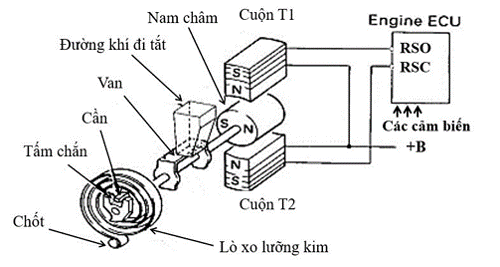 Nam châm
Cuộn T1
Engine ECU
Đường khí đi tắt
RSO
S
RSC
N
Van
Các cảm biến
Cần
S
N
+B
Tấm chắn
N
S
Cuộn T2
Chốt
Lò xo lưỡng kim